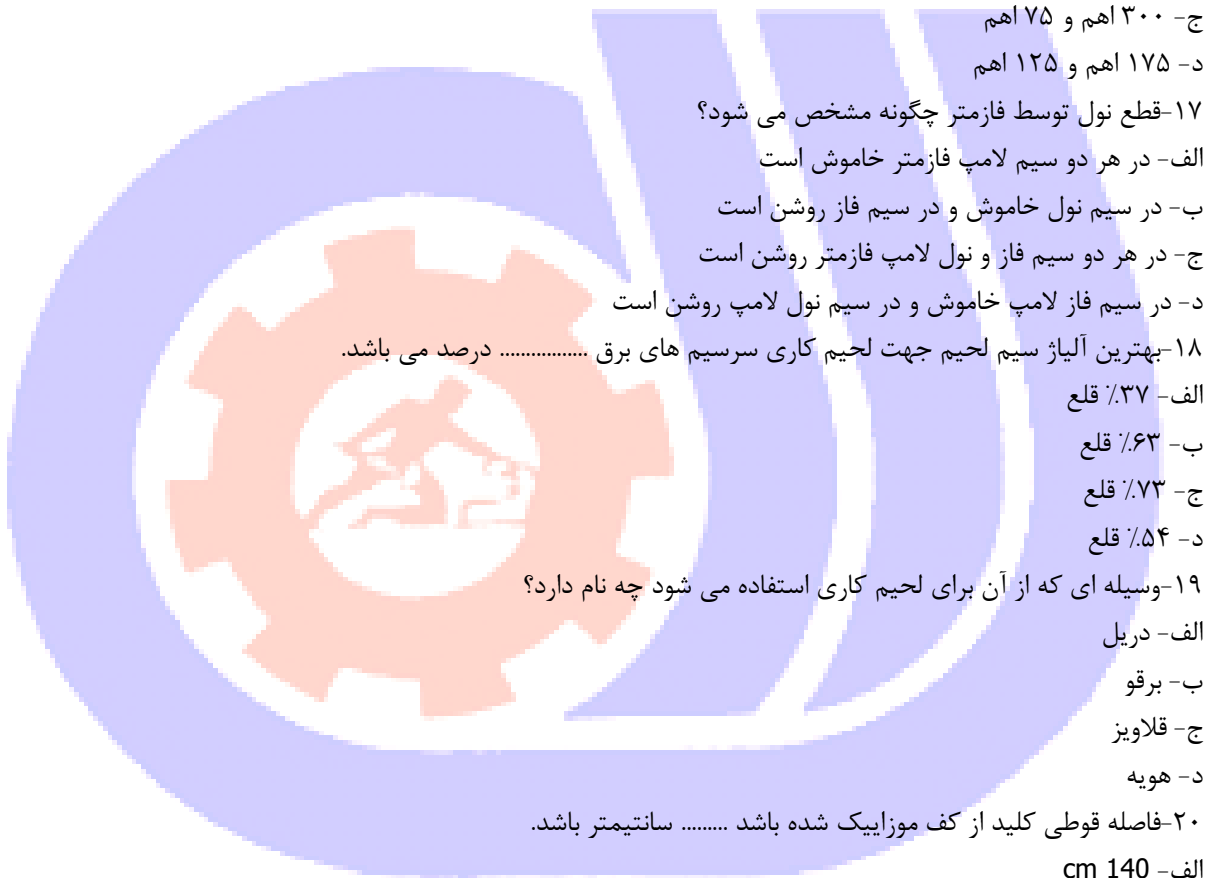 ج- ۳۰۰ اهم و ۷۵ اهم
د- ۱۷۵ اهم و ۱۲۵ اهم
۱۷-قطع نول توسط فازمتر چگونه مشخص می شود؟
الف- در هر دو سیم لامپ فازمتر خاموش است
ب- در سیم نول خاموش و در سیم فاز روشن است
ج- در هر دو سیم فاز و نول لامپ فازمتر روشن است
د- در سیم فاز لامپ خاموش و در سیم نول لامپ روشن است
۱۸-بهترین آلیاژ سیم لحیم جهت لحیم کاری سرسیم های برق ................. درصد می باشد.
الف- ۳۷٪ قلع
ب- ۶۳٪ قلع
ج- ۷۳٪ قلع
د- ۵۴٪ قلع
۱۹-وسیله ای که از آن برای لحیم کاری استفاده می شود چه نام دارد؟
الف- دریل
ب- برقو
ج- قلاویز
د- هویه
۲۰-فاصله قوطی کلید از کف موزاییک شده باشد ......... سانتیمتر باشد.
الف- 140 cm